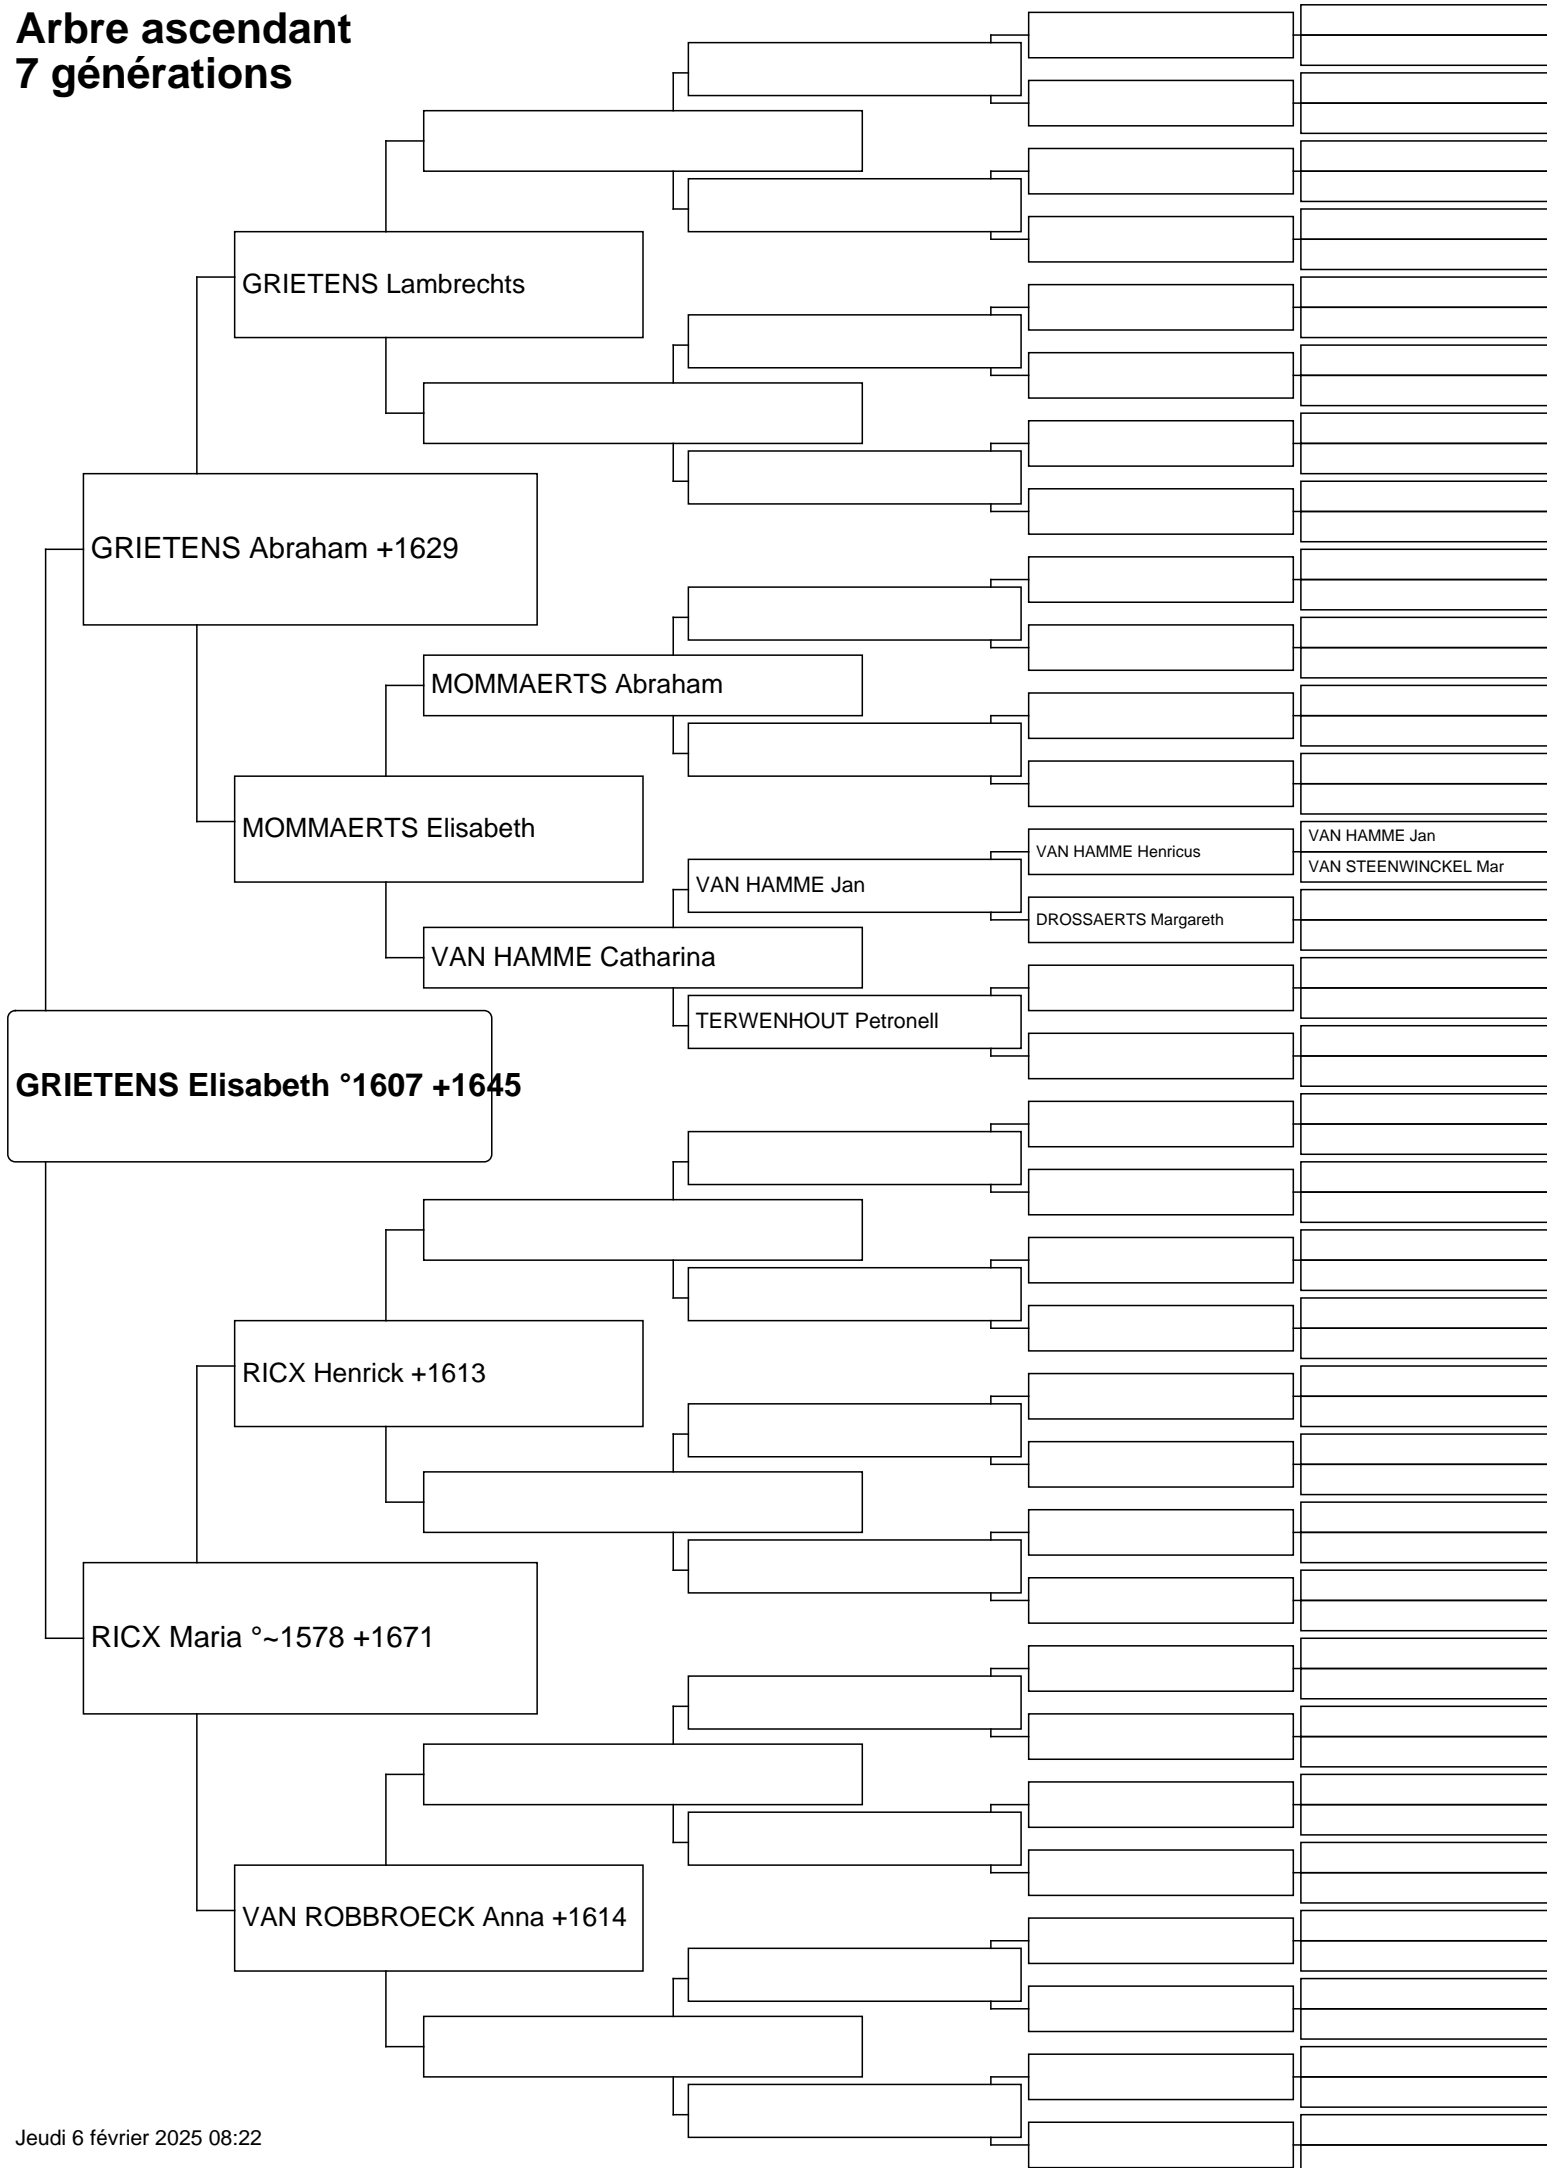 Arbre ascendant
7 générations
GRIETENS Lambrechts
GRIETENS Abraham +1629
MOMMAERTS Abraham
MOMMAERTS Elisabeth
VAN HAMME Jan
VAN HAMME Henricus
VAN STEENWINCKEL Mar
VAN HAMME Jan
DROSSAERTS Margareth
VAN HAMME Catharina
TERWENHOUT Petronell
GRIETENS Elisabeth °1607 +1645
RICX Henrick +1613
RICX Maria °~1578 +1671
VAN ROBBROECK Anna +1614
Jeudi 6 février 2025 08:22